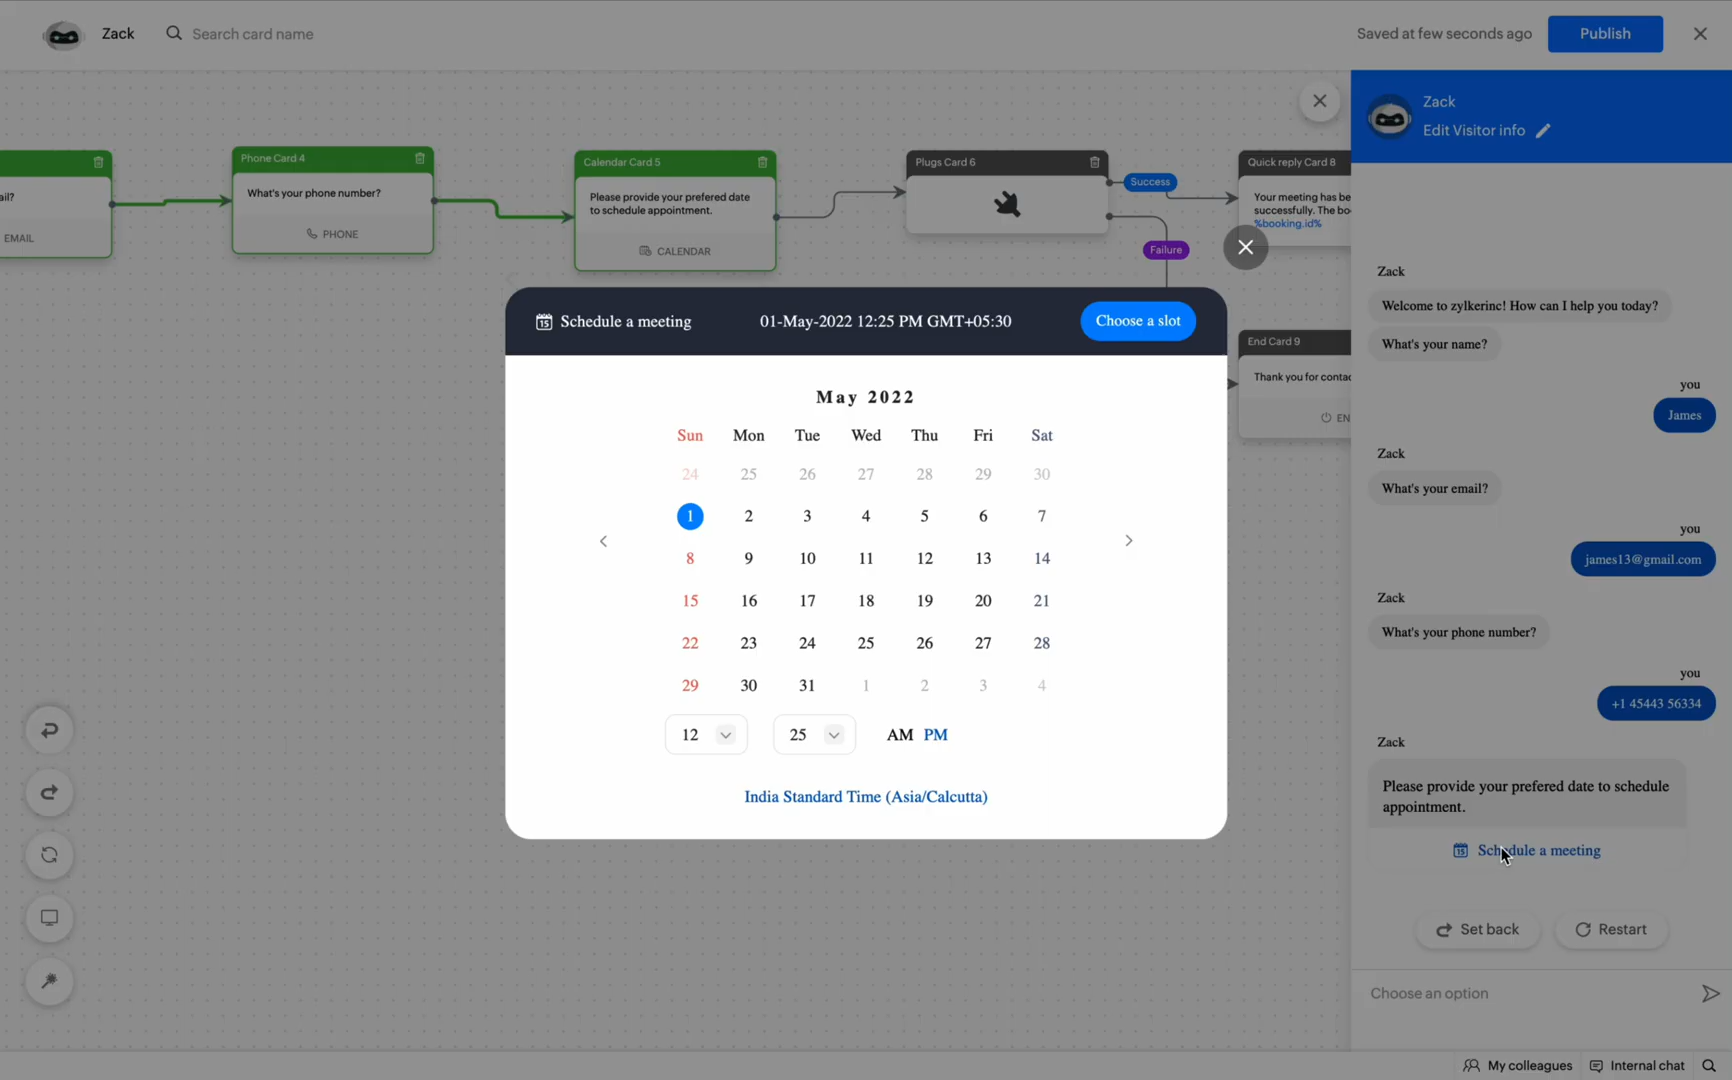 Zack
Search card name
Saved at few seconds ago
Publish
ail?
EMAIL
Phone Card 4
What's your phone number?
PHONE
Calendar Card 5
Please provide your prefered date
to schedule appointment.
CALENDAR
Plugs Card 6
Success
Failure
Quick reply Card 8
Your meeting has be
successfully. The bo
%booking.id%
End Card 9
Thank you for contac
EN
Schedule a meeting
01-May-2022 12:25 PM GMT+05:30
Choose a slot
May 2022
Sun Mon Tue Wed Thu Fri Sat
24 25 26 27 28 29 30
1 2 3 4 5 6 7
8 9 10 11 12 13 14
15 16 17 18 19 20 21
22 23 24 25 26 27 28
29 30 31 1 2 3 4
12 25 AM PM
India Standard Time (Asia/Calcutta)
Zack
Edit Visitor info
Zack
Welcome to zylkerinc! How can I help you today?
What's your name?
you
James
Zack
What's your email?
you
james13@gmail.com
Zack
What's your phone number?
you
+1 45443 56334
Zack
Please provide your prefered date to schedule
appointment.
15 Schedule a meeting
Set back
Restart
Choose an option
My colleagues
Internal chat